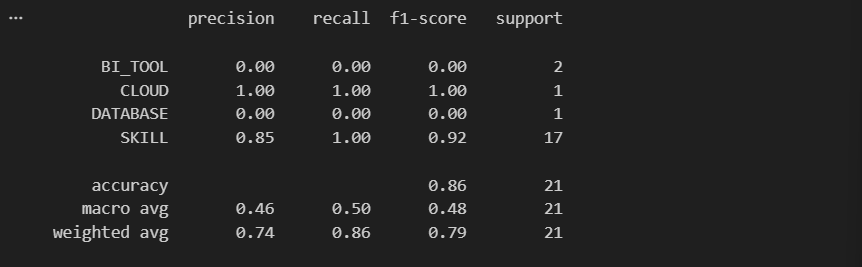 ...
precision recall f1-score support
BI_TOOL 0.00 0.00 0.00 2
CLOUD 1.00 1.00 1.00 1
DATABASE 0.00 0.00 0.00 1
SKILL 0.85 1.00 0.92 17
accuracy 0.86 21
macro avg 0.46 0.50 0.48 21
weighted avg 0.74 0.86 0.79 21